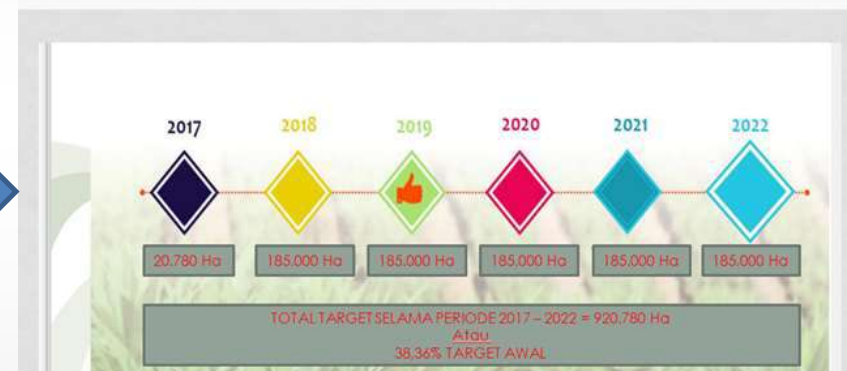 2017 2018 2019 2020 2021 2022
20.780 Ha 185.000 Ha 185.000 Ha 185.000 Ha 185.000 Ha 185.000 Ha
TOTAL TARGET SELAMA PERIODE 2017 – 2022 = 920.780 Ha
Atau
38,36% TARGET AWAL